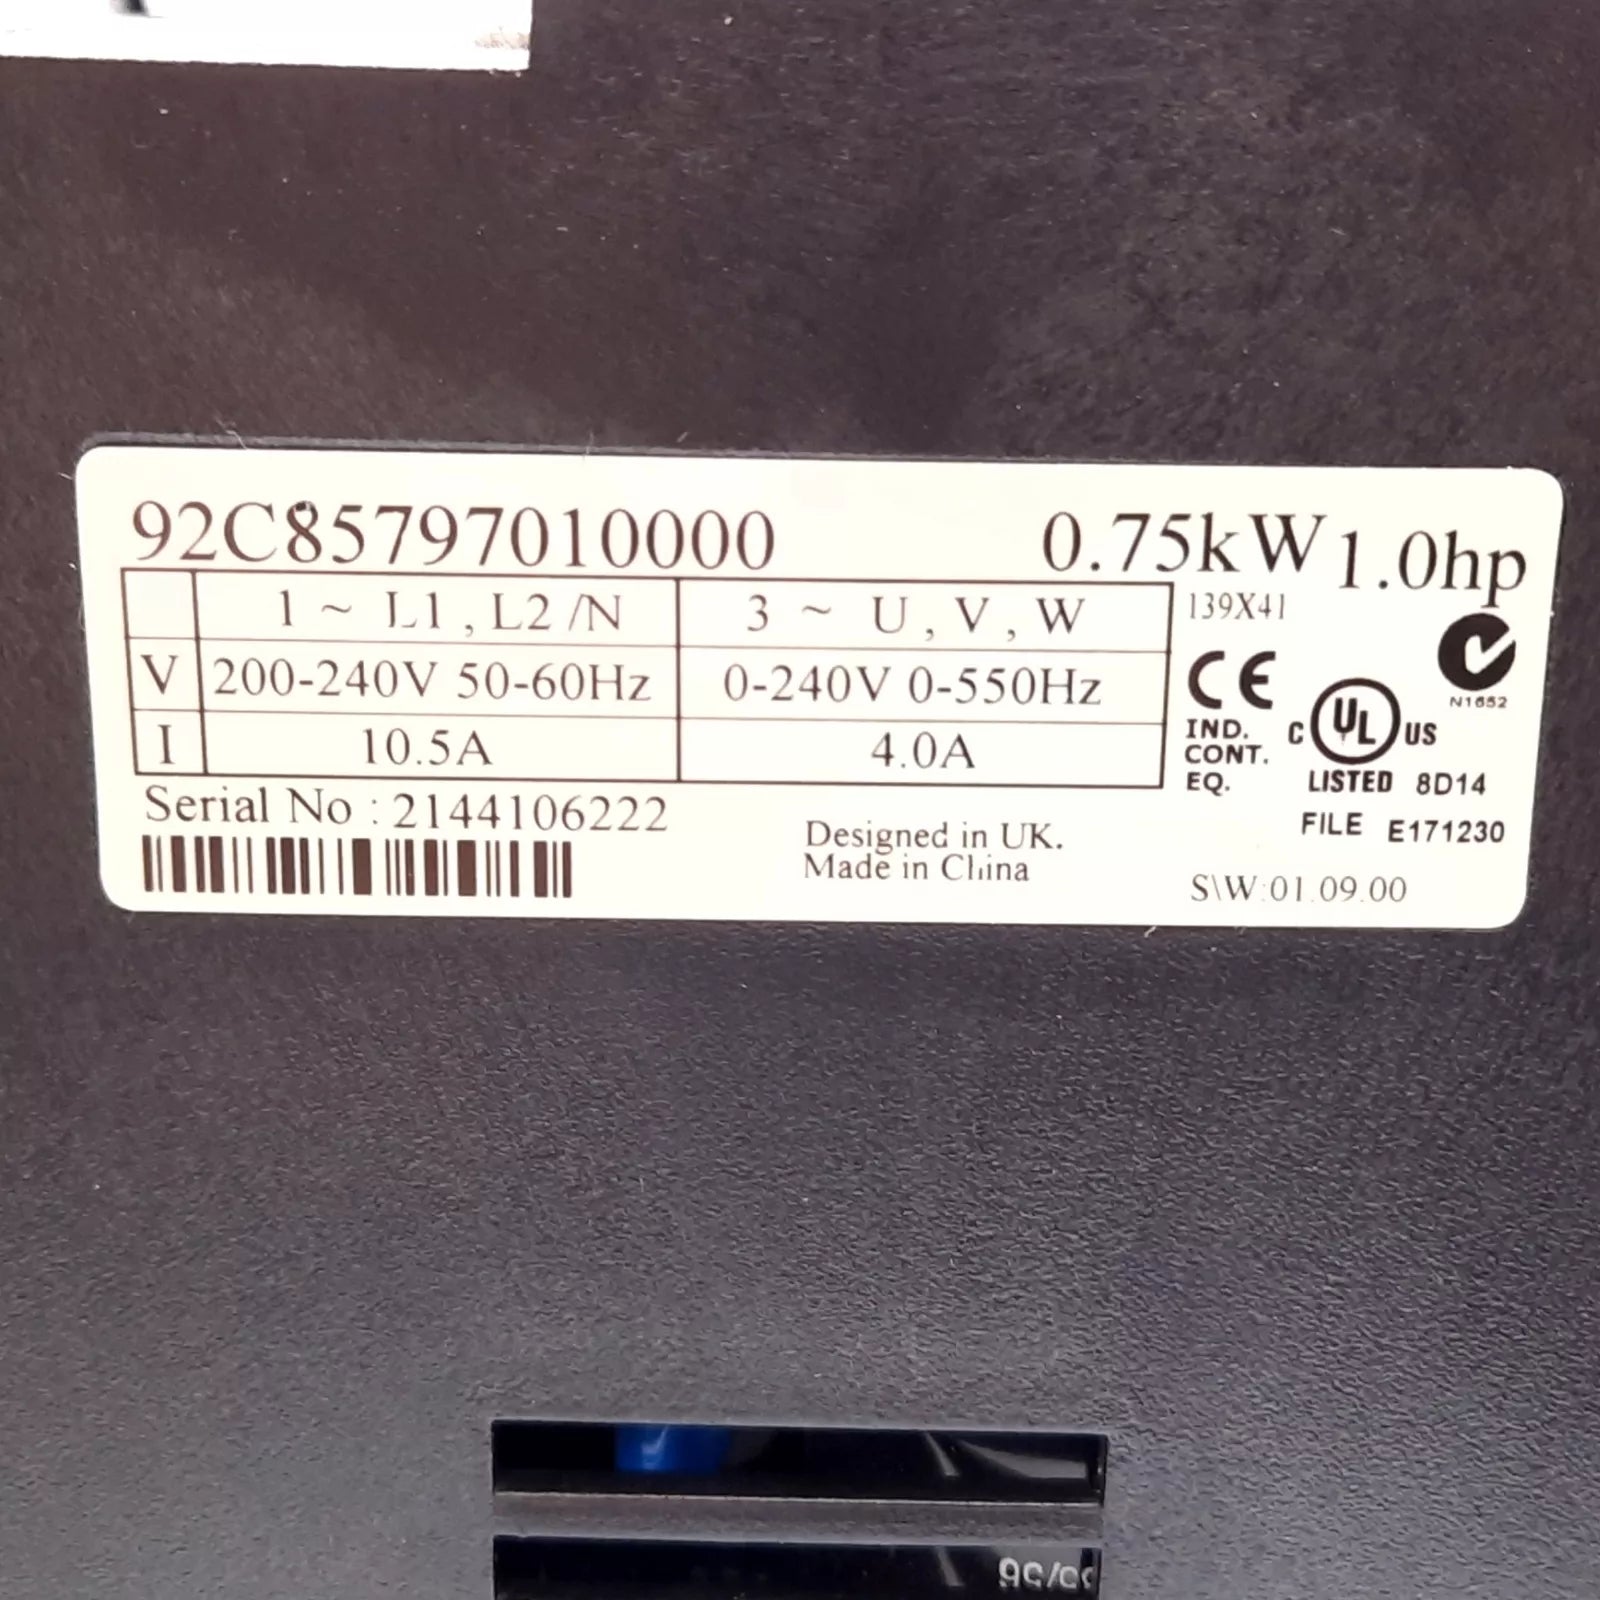 92C85797010000 0.75kW 1.0hp
1 ~ L1, L2/N 3 ~ U, V, W 139X41
V 200-240V 50-60Hz 0-240V 0-550Hz
CE
N1652
IND.
CONT.
EQ.
C UL US
I 10.5A 4.0A
LISTED 8D14
Serial No : 2144106222
FILE E171230
Designed in UK.
Made in China
S\W:01.09.00